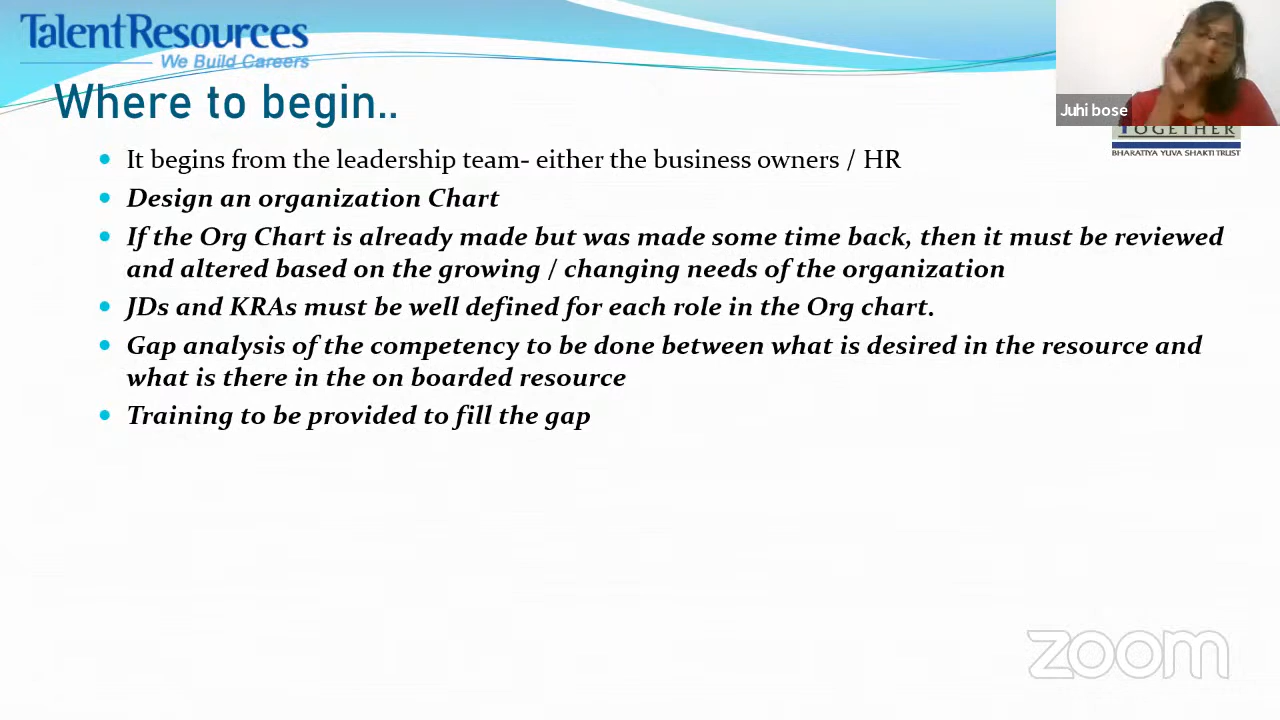 TalentResources
We Build Careers
Where to begin..
Juhi bose
TOGETHER
BHARATIYA YUVA SHAKTI TRUST
It begins from the leadership team- either the business owners / HR
Design an organization Chart
If the Org Chart is already made but was made some time back, then it must be reviewed
and altered based on the growing / changing needs of the organization
JDs and KRAs must be well defined for each role in the Org chart.
Gap analysis of the competency to be done between what is desired in the resource and
what is there in the on boarded resource
Training to be provided to fill the gap
zoom